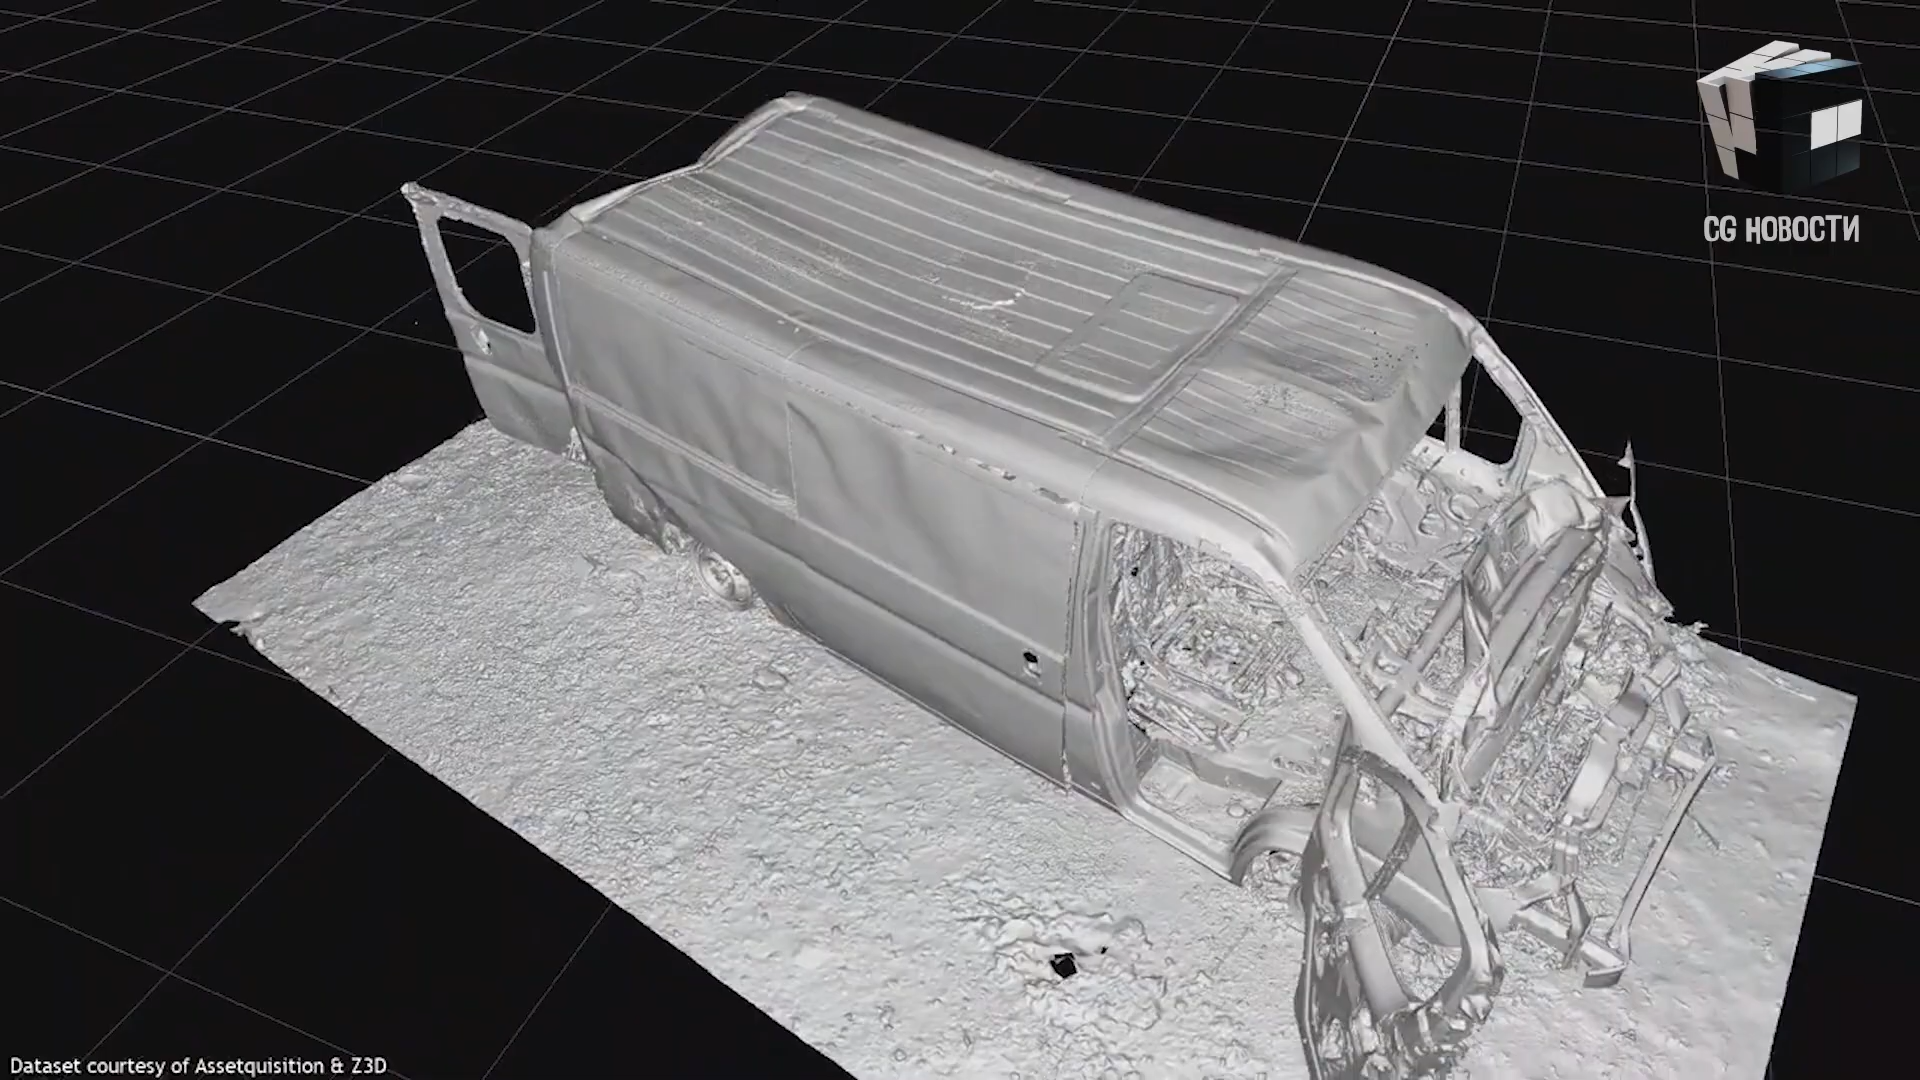 CG НОВОСТИ
Dataset courtesy of Assetquisition & Z3D